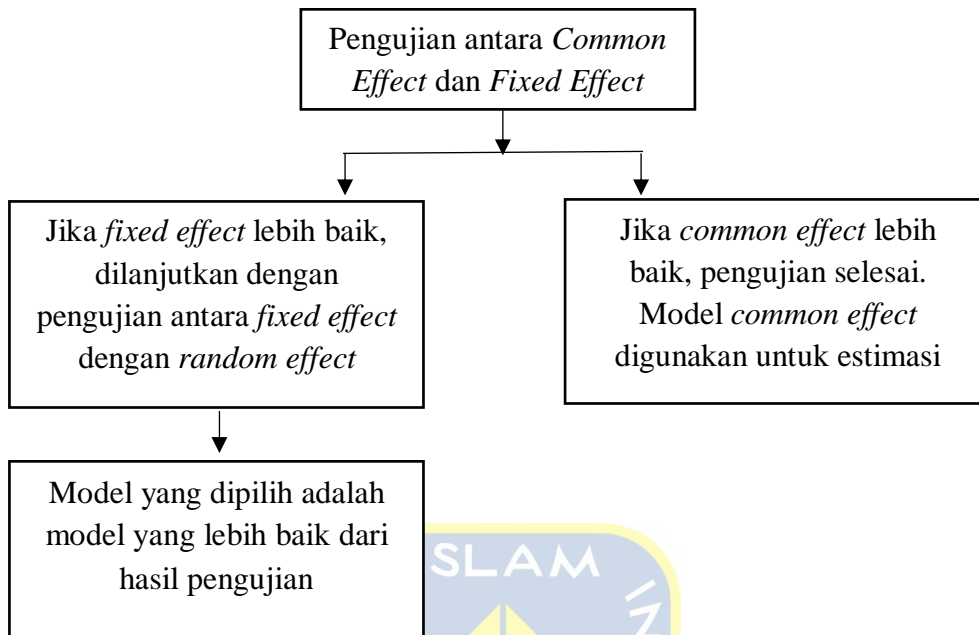 Pengujian antara Common
Effect dan Fixed Effect
Jika fixed effect lebih baik,
dilanjutkan dengan
pengujian antara fixed effect
dengan random effect
Jika common effect lebih
baik, pengujian selesai.
Model common effect
digunakan untuk estimasi
Model yang dipilih adalah
model yang lebih baik dari
hasil pengujian
SLAM
IN